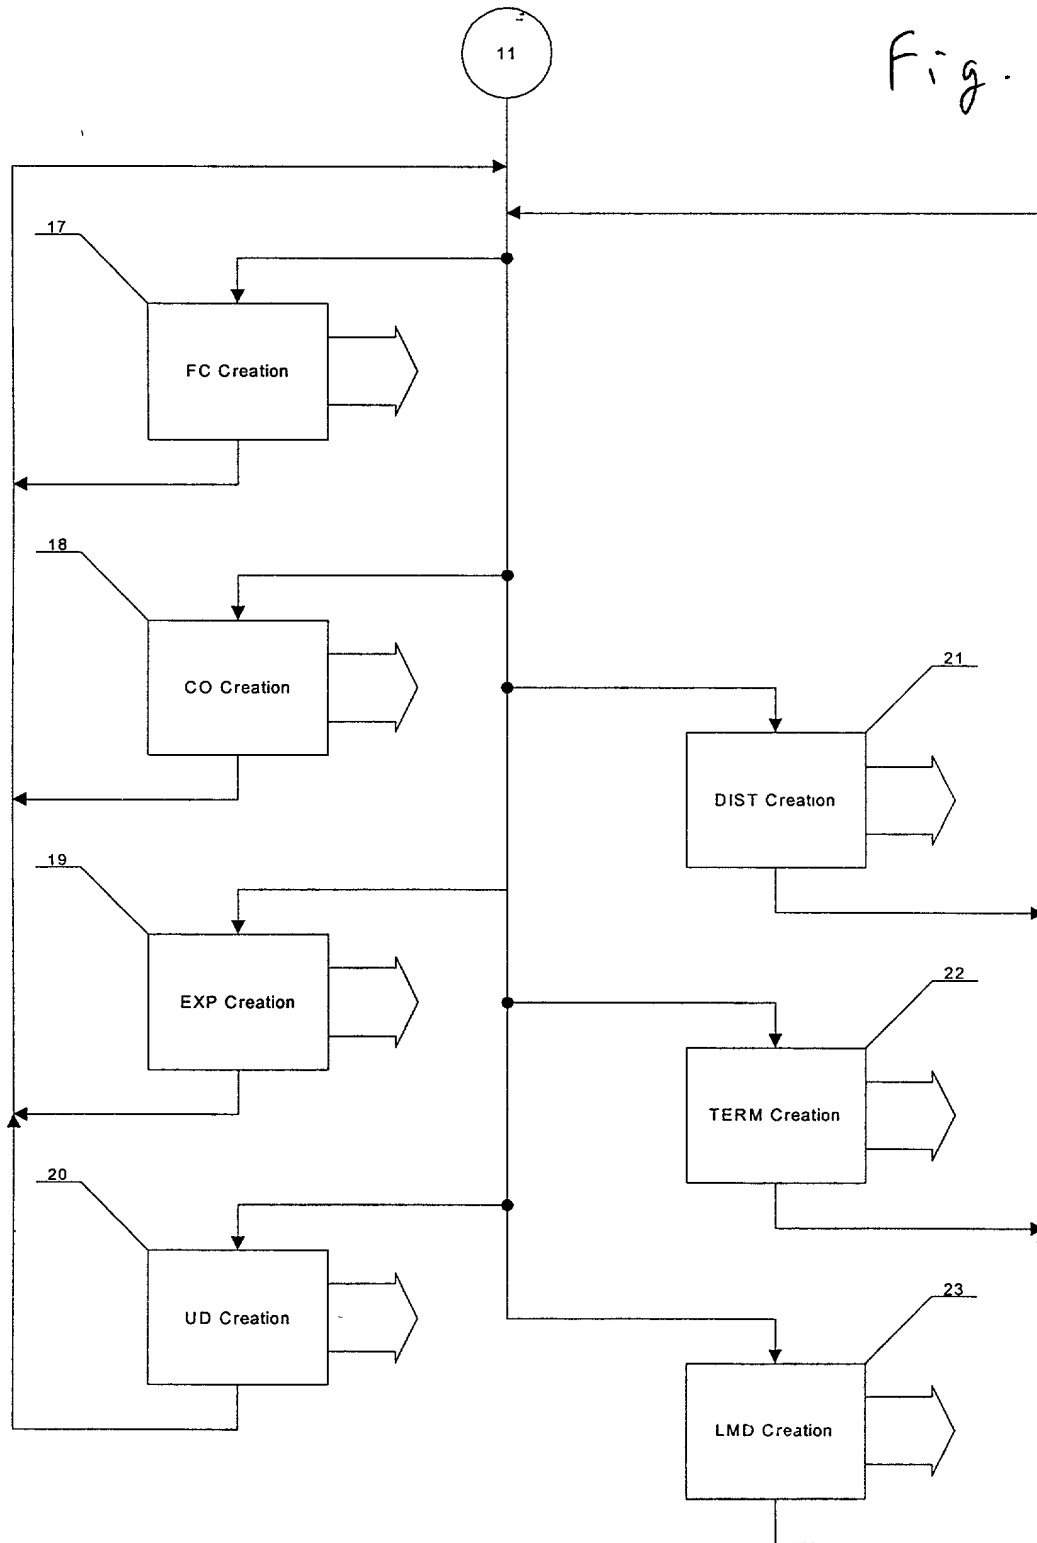 11
Fig.
17
FC Creation
18
CO Creation
21
DIST Creation
19
EXP Creation
22
TERM Creation
20
UD Creation
23
LMD Creation